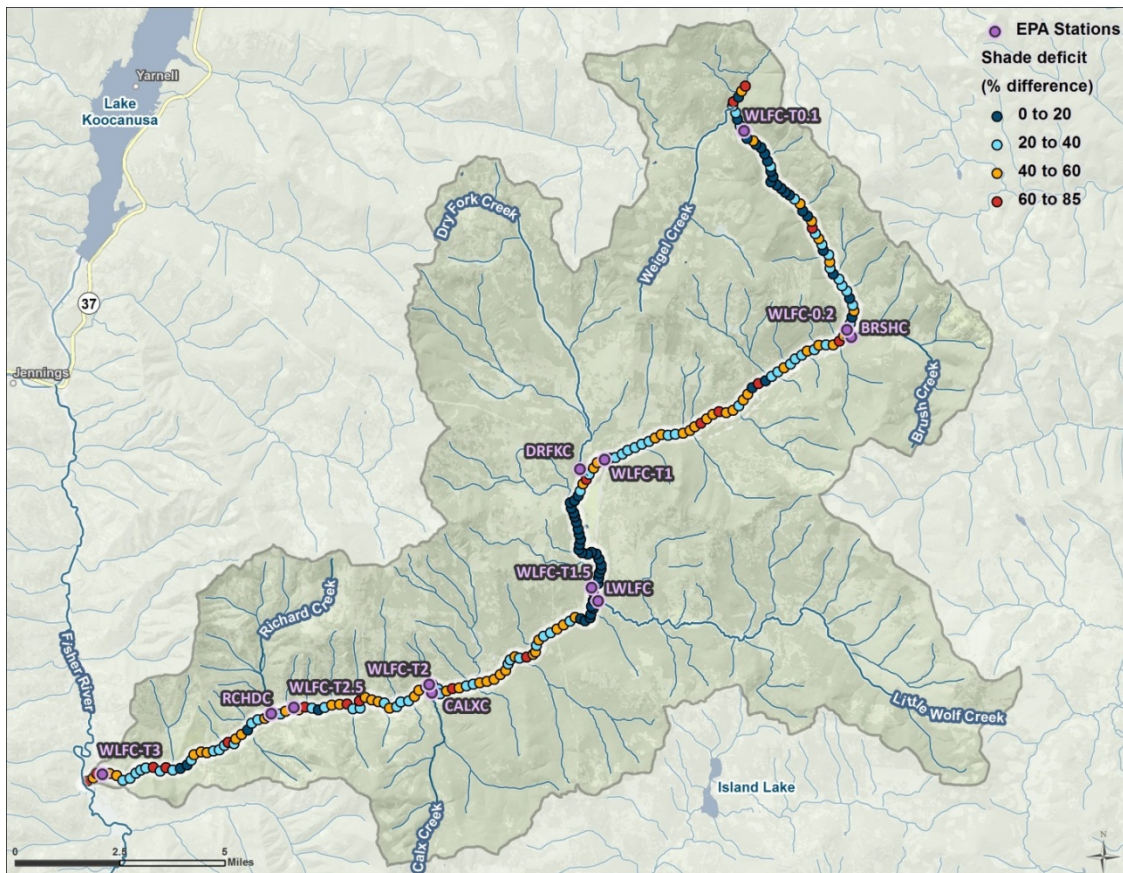 EPA Stations
Shade deficit
(% difference)
0 to 20
20 to 40
40 to 60
60 to 85
Yarnell
Lake
Koocanusa
WLFC-T0.1
Dry Fork Creek
Weigel Creek
37
WLFC-0.2
BRSHC
Jennings
Brush Creek
DRFKC
WLFC-T1
WLFC-T1.5
LWLFC
Richard Creek
Fisher River
WLFC-T2
RCHDC
WLFC-T2.5
CALXC
Little Wolf Creek
WLFC-T3
Island Lake
Calx Creek
0
2.5
5
Miles
N